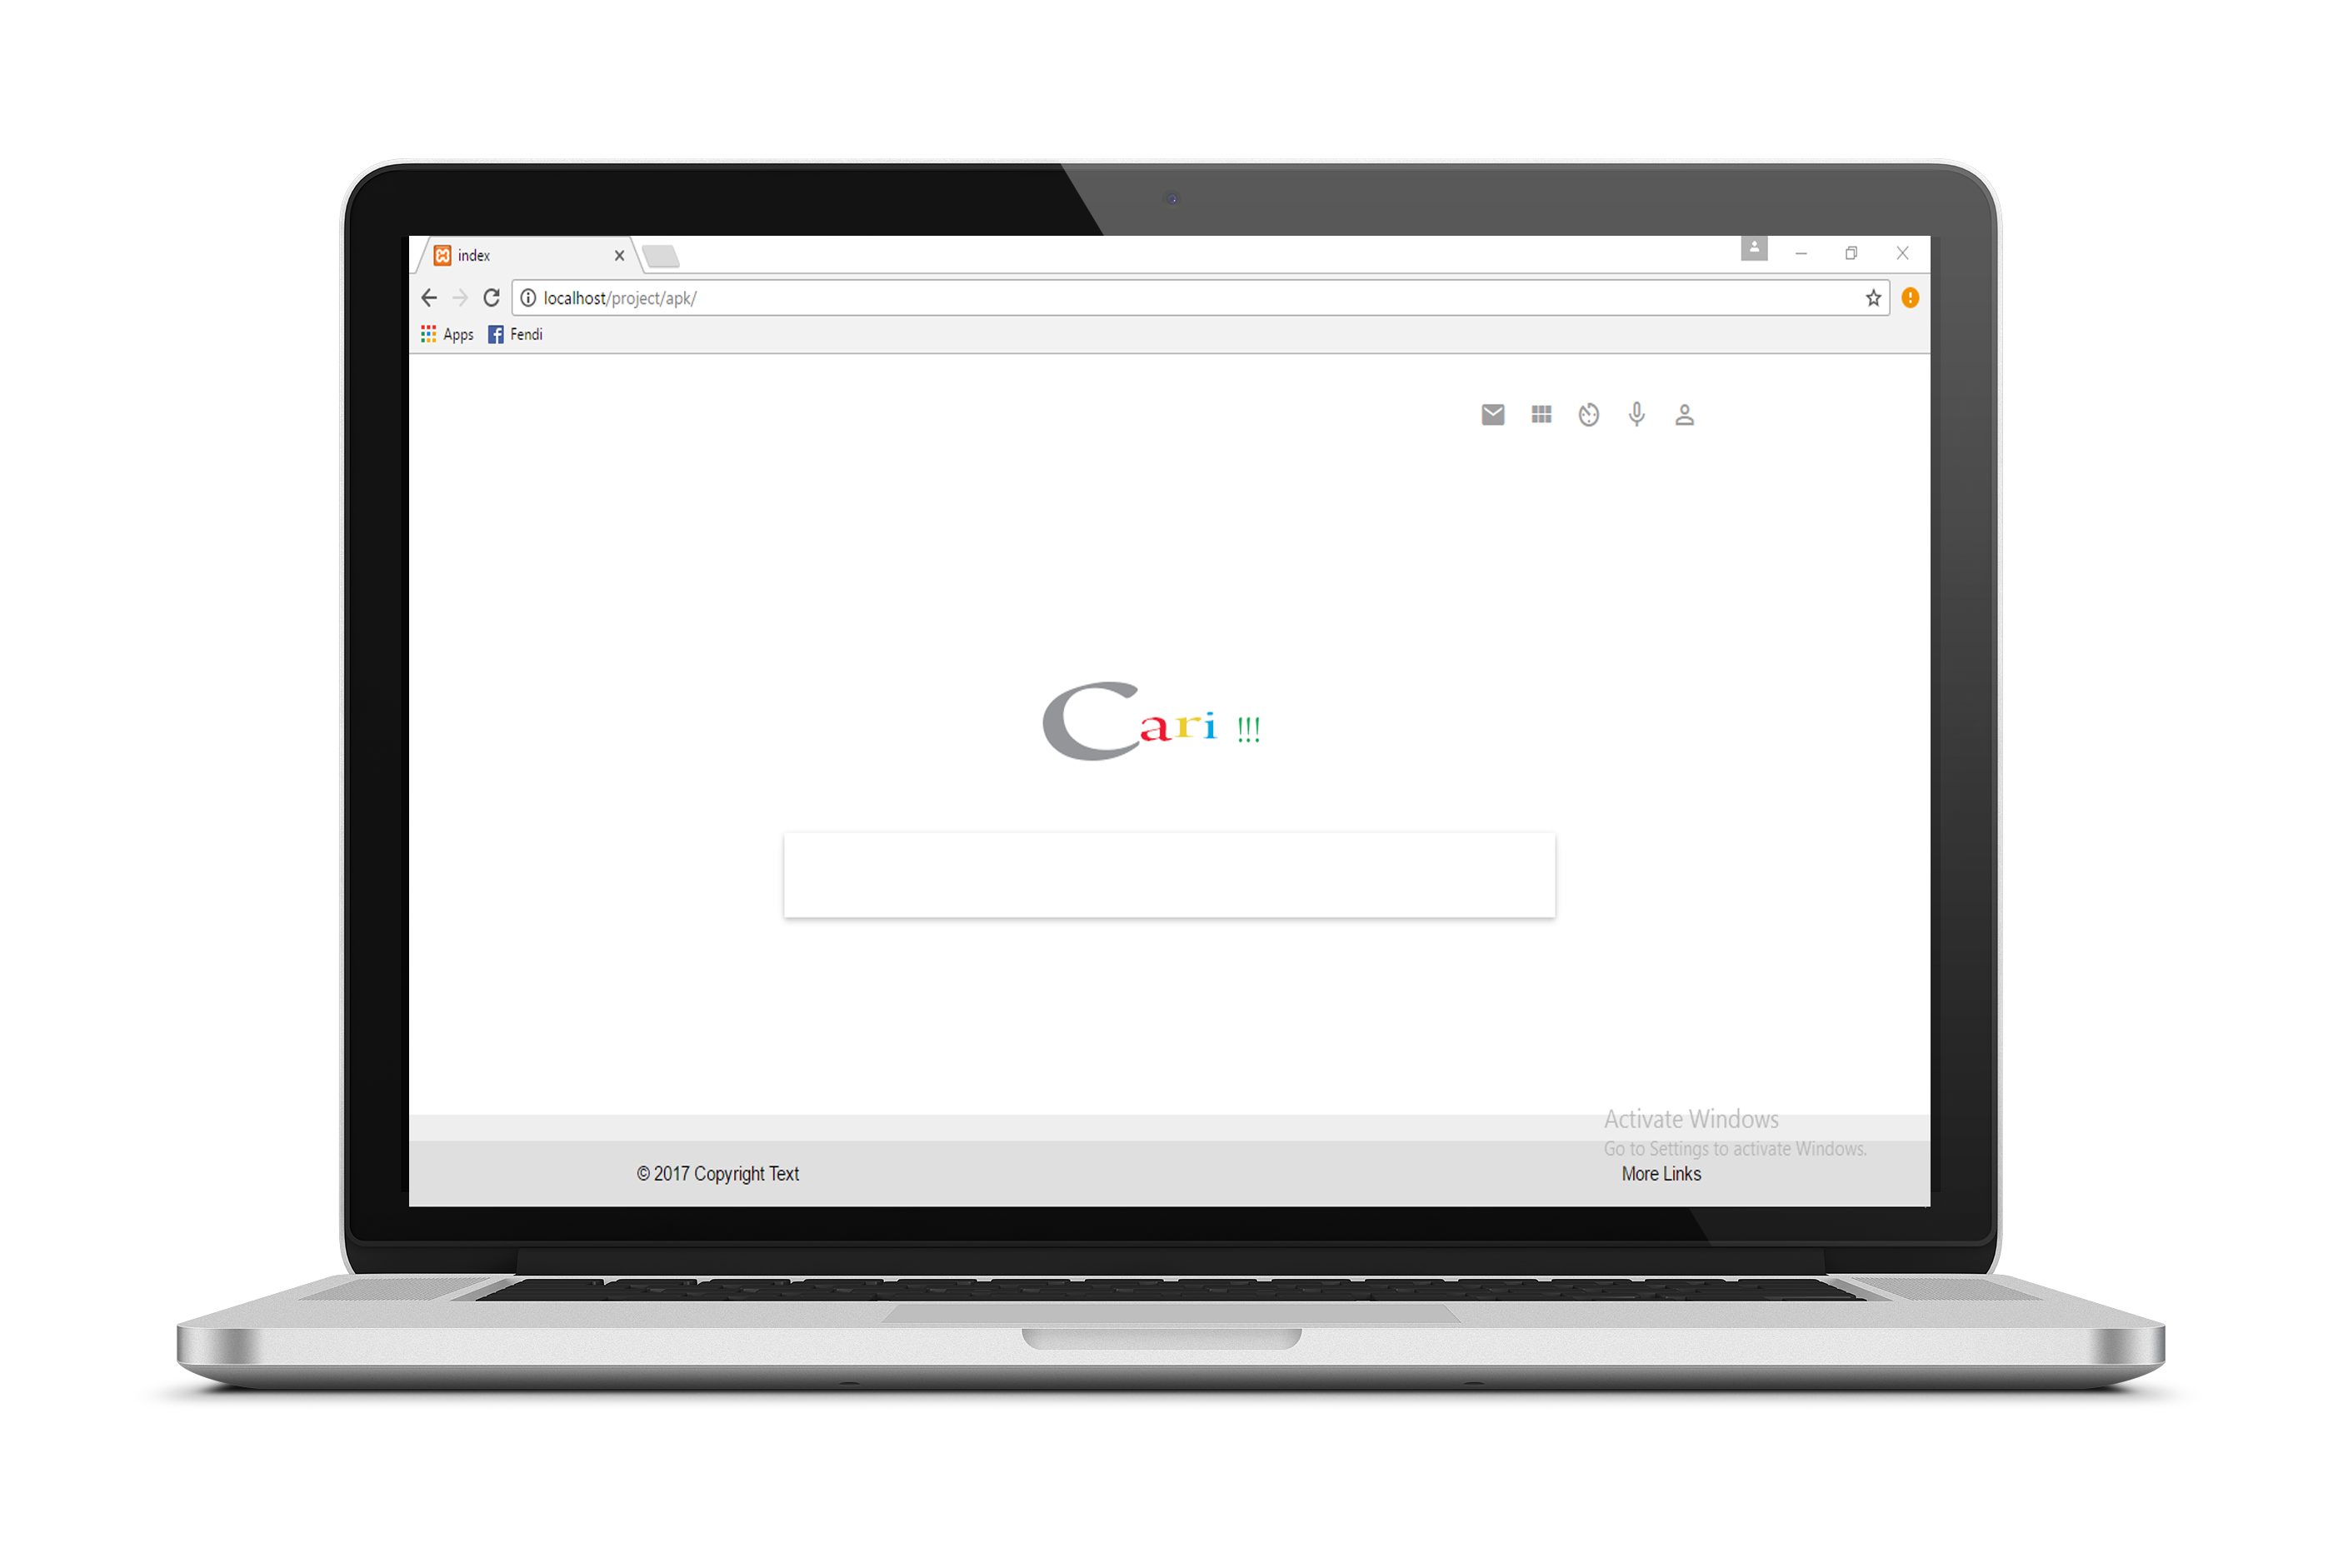 index
localhost/project/apk/
Apps Fendi
Cari !!!
Activate Windows
Go to Settings to activate Windows.
© 2017 Copyright Text More Links